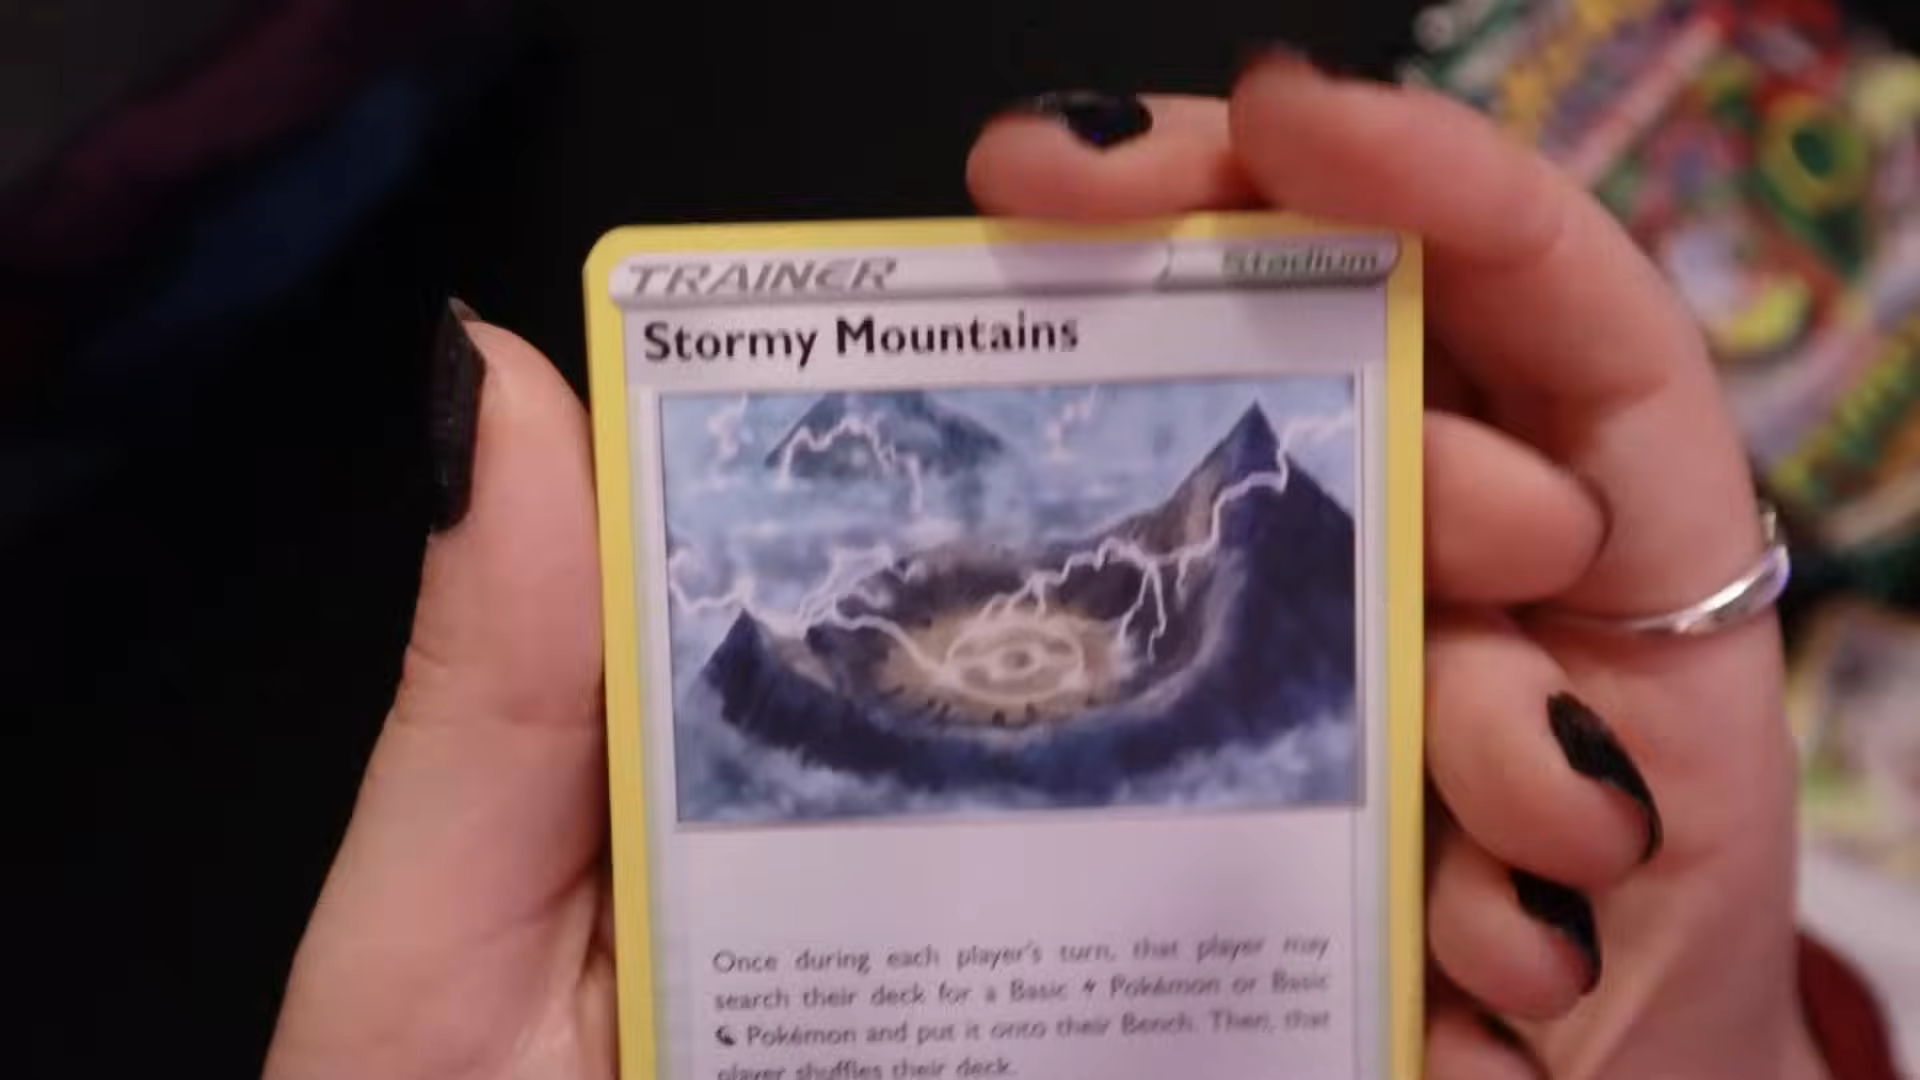 TRAINER Stadium
Stormy Mountains
Once during each player's turn, that player may
search their deck for a Basic Pokémon or Basic
Pokémon and put it onto their Bench. Then, that
player shuffles their deck.